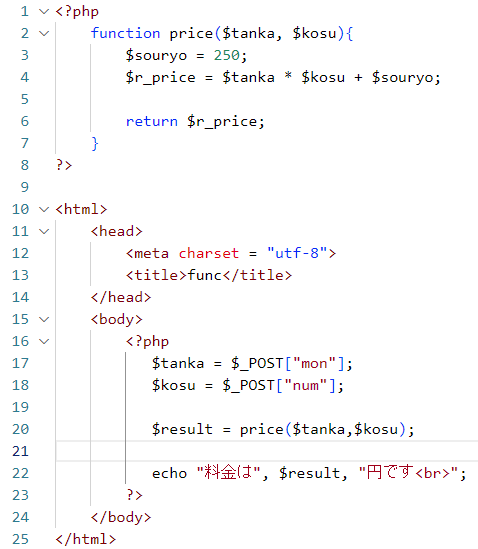 1 <?php
2     function price($tanka, $kosu){
3         $souryo = 250;
4         $r_price = $tanka * $kosu + $souryo;
5
6         return $r_price;
7     }
8 ?>
9
10 <html>
11     <head>
12         <meta charset = "utf-8">
13         <title>func</title>
14     </head>
15     <body>
16         <?php
17            $tanka = $_POST["mon"];
18            $kosu = $_POST["num"];
19
20            $result = price($tanka,$kosu);
21
22            echo "料金は", $result, "円です<br>";
23         ?>
24     </body>
25 </html>